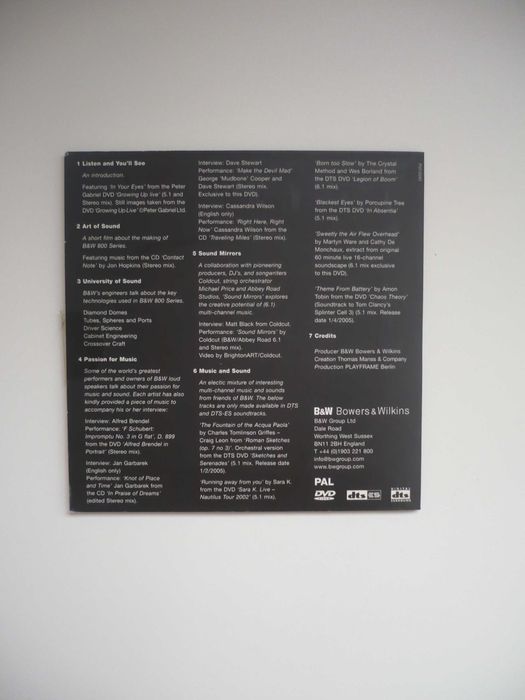 1 Listen and You'll See
An introduction.
Featuring 'In Your Eyes' from the Peter
Gabriel DVD 'Growing Up live' (5.1 and
Stereo mix). Still images taken from the
DVD 'Growing Up Live' ©Peter Gabriel Ltd.
2 Art of Sound
A short film about the making of
B&W 800 Series.
Featuring music from the CD 'Contact
Note' by Jon Hopkins (Stereo mix).
3 University of Sound
B&W's engineers talk about the key
technologies used in B&W 800 Series.
Diamond Domes
Tubes, Spheres and Ports
Driver Science
Cabinet Engineering
Crossover Craft
4 Passion for Music
Some of the world's greatest
performers and owners of B&W loud
speakers talk about their passion for
music and sound. Each artist has also
kindly provided a piece of music to
accompany his or her interview:
Interview: Alfred Brendel
Performance: 'F Schubert:
Impromptu No. 3 in G flat', D. 899
from the DVD 'Alfred Brendel in
Portrait' (Stereo mix).
Interview: Jan Garbarek
(English only)
Performance: 'Knot of Place
and Time' Jan Garbarek from
the CD 'In Praise of Dreams'
(edited Stereo mix).
Interview: Dave Stewart
Performance: 'Make the Devil Mad'
George 'Mudbone' Cooper and
Dave Stewart (Stereo mix.
Exclusive to this DVD).
Interview: Cassandra Wilson
(English only)
Performance: 'Right Here, Right
Now' Cassandra Wilson from the
CD 'Traveling Miles' (Stereo mix).
5 Sound Mirrors
A collaboration with pioneering
producers, DJ's, and songwriters
Coldcut, string orchestrator
Michael Price and Abbey Road
Studios, 'Sound Mirrors' explores
the creative potential of (6.1)
multi-channel music.
Interview: Matt Black from Coldcut.
Performance: 'Sound Mirrors' by
Coldcut (B&W/Abbey Road 6.1
and Stereo mix).
Video by BrightonART/Coldcut.
6 Music and Sound
An electic mixture of interesting
multi-channel music and sounds
from friends of B&W. The below
tracks are only made available in DTS
and DTS-ES soundtracks.
'The Fountain of the Acqua Paola'
by Charles Tomlinson Griffes –
Craig Leon from 'Roman Sketches
(op. 7 no 3)'. Orchestral version
from the DTS DVD 'Sketches and
Serenades' (5.1 mix. Release date
1/2/2005).
'Running away from you' by Sara K.
from the DVD 'Sara K. Live –
Nautilus Tour 2002' (5.1 mix).
'Born too Slow' by The Crystal
Method and Wes Borland from
the DTS DVD 'Legion of Boom'
(6.1 mix).
'Blackest Eyes' by Porcupine Tree
from the DTS DVD 'In Absentia'
(5.1 mix).
'Sweetly the Air Flew Overhead'
by Martyn Ware and Cathy De
Monchaux, extract from original
60 minute live 16-channel
soundscape (6.1 mix exclusive
to this DVD).
'Theme From Battery' by Amon
Tobin from the DVD 'Chaos Theory'
(Soundtrack to Tom Clancy's
Splinter Cell 3) (5.1 mix. Release
date 1/4/2005).
7 Credits
Producer B&W Bowers & Wilkins
Creation Thomas Manss & Company
Production PLAYFRAME Berlin
B&W Bowers & Wilkins
B&W Group Ltd
Dale Road
Worthing West Sussex
BN11 2BH England
T +44 (0)1903 221 800
info@bwgroup.com
www.bwgroup.com
PAL
DVD dts ES DIGITAL dts SURROUND